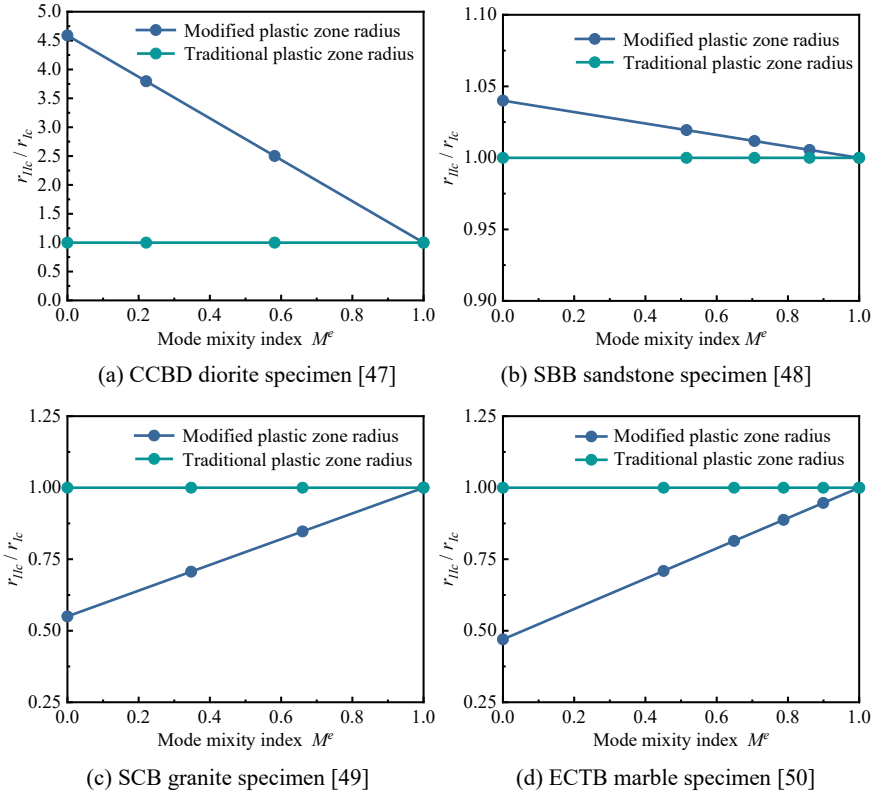 5.0
4.5
4.0
3.5
3.0
2.5
2.0
1.5
1.0
0.5
0.0
r_IIc / r_Ic
Modified plastic zone radius
Traditional plastic zone radius
0.0 0.2 0.4 0.6 0.8 1.0
Mode mixity index M^e
(a) CCBD diorite specimen [47]
1.10
1.05
1.00
0.95
0.90
r_IIc / r_Ic
Modified plastic zone radius
Traditional plastic zone radius
0.0 0.2 0.4 0.6 0.8 1.0
Mode mixity index M^e
(b) SBB sandstone specimen [48]
1.25
1.00
0.75
0.50
0.25
r_IIc / r_Ic
Modified plastic zone radius
Traditional plastic zone radius
0.0 0.2 0.4 0.6 0.8 1.0
Mode mixity index M^e
(c) SCB granite specimen [49]
1.25
1.00
0.75
0.50
0.25
r_IIc / r_Ic
Modified plastic zone radius
Traditional plastic zone radius
0.0 0.2 0.4 0.6 0.8 1.0
Mode mixity index M^e
(d) ECTB marble specimen [50]